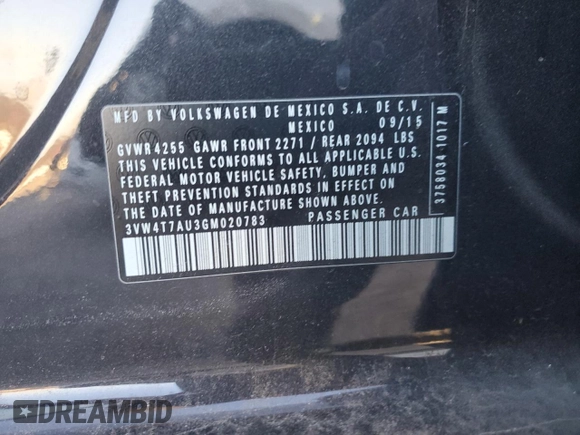 MFD BY VOLKSWAGEN DE MEXICO S.A. DE C.V.
MEXICO 09/15
GVWR 4255 GAWR FRONT 2271 / REAR 2094 LBS
THIS VEHICLE CONFORMS TO ALL APPLICABLE U.S.
FEDERAL MOTOR VEHICLE SAFETY, BUMPER AND
THEFT PREVENTION STANDARDS IN EFFECT ON
THE DATE OF MANUFACTURE SHOWN ABOVE.
3VW4T7AU3GM020783 PASSENGER CAR
3758034 1017 M
DREAMBID